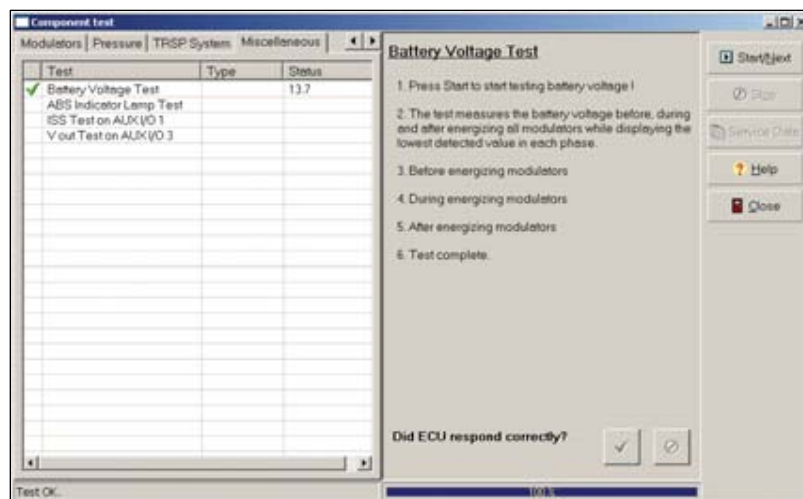 Component test
Modulators Pressure TRSP System Miscellaneous
Test Type Status
Battery Voltage Test 13.7
ABS Indicator Lamp Test
ISS Test on AUX I/O 1
V out Test on AUX I/O 3
Battery Voltage Test
1. Press Start to start testing battery voltage !
2. The test measures the battery voltage before, during
and after energizing all modulators while displaying the
lowest detected value in each phase.
3. Before energizing modulators
4. During energizing modulators
5. After energizing modulators
6. Test complete.
Did ECU respond correctly?
Start/Next
Stop
Service Data
? Help
Close
Test OK.
100%